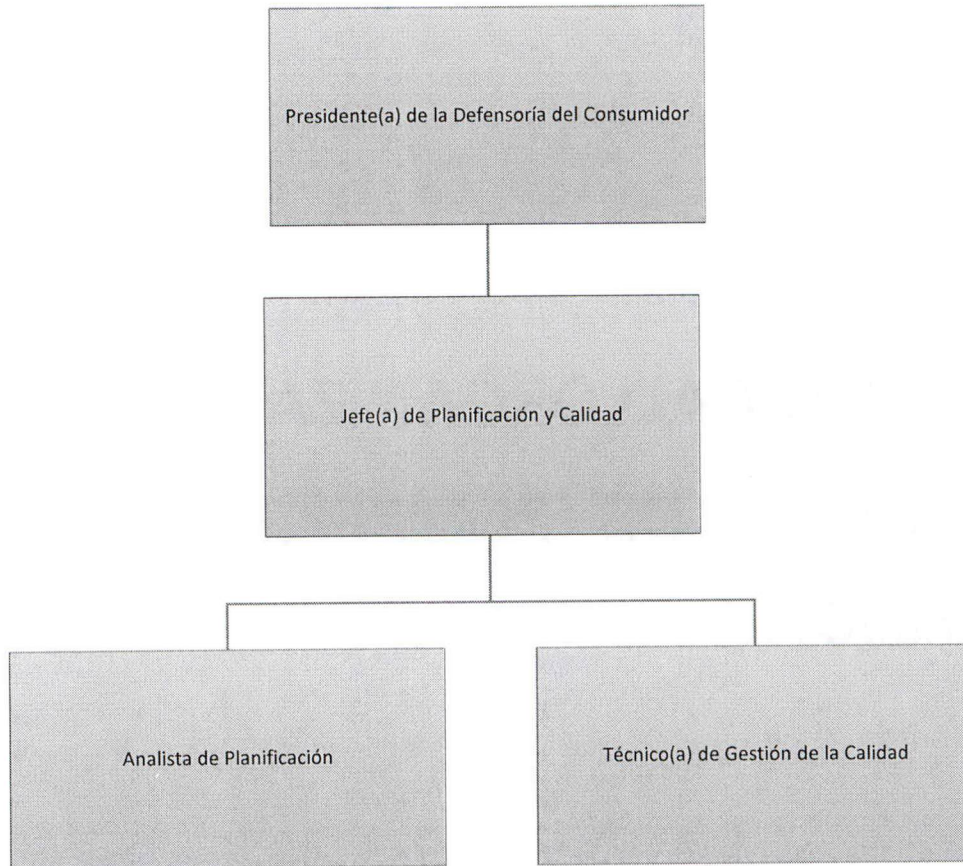 Presidente(a) de la Defensoría del Consumidor
Jefe(a) de Planificación y Calidad
Analista de Planificación
Técnico(a) de Gestión de la Calidad